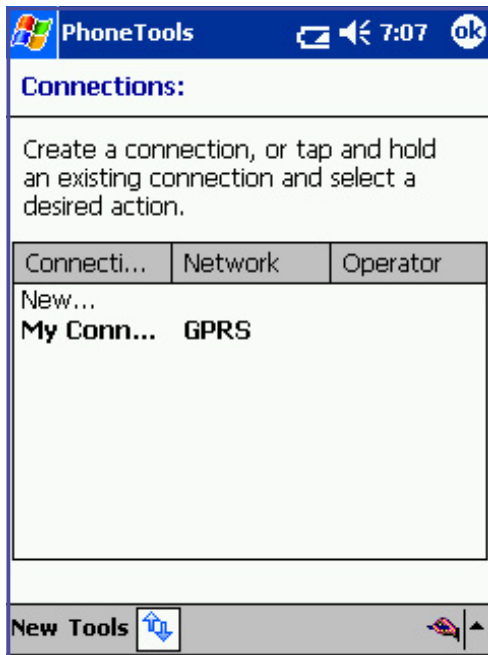 PhoneTools 7:07 ok
Connections:
Create a connection, or tap and hold
an existing connection and select a
desired action.
Connecti... Network Operator
New...
My Conn... GPRS
New Tools